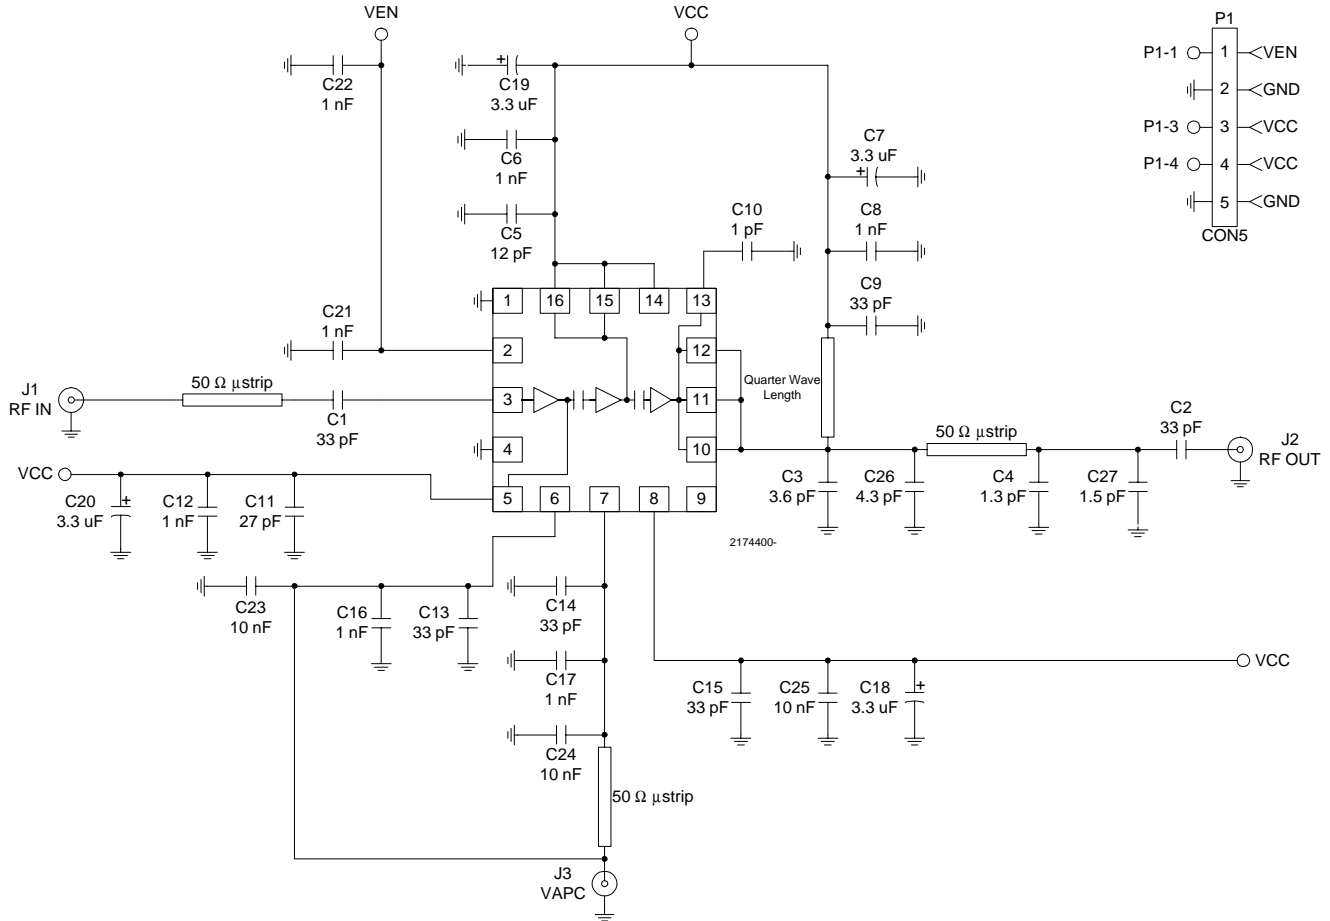 VEN
VCC
P1
P1-1
1
VEN
2
GND
P1-3
3
VCC
P1-4
4
VCC
5
GND
CON5
C22
1 nF
+
C19
3.3 uF
C6
1 nF
C5
12 pF
C7
3.3 uF
+
C8
1 nF
C9
33 pF
C10
1 pF
1
16
15
14
13
C21
1 nF
2
12
J1
RF IN
50 Ω µstrip
C1
33 pF
3
11
Quarter Wave
Length
4
10
50 Ω µstrip
C2
33 pF
J2
RF OUT
VCC
C20
3.3 uF
+
C12
1 nF
C11
27 pF
5
6
7
8
9
C3
3.6 pF
C26
4.3 pF
C4
1.3 pF
C27
1.5 pF
2174400-
C23
10 nF
C16
1 nF
C13
33 pF
C14
33 pF
C17
1 nF
C24
10 nF
C15
33 pF
C25
10 nF
C18
3.3 uF
+
VCC
50 Ω µstrip
J3
VAPC